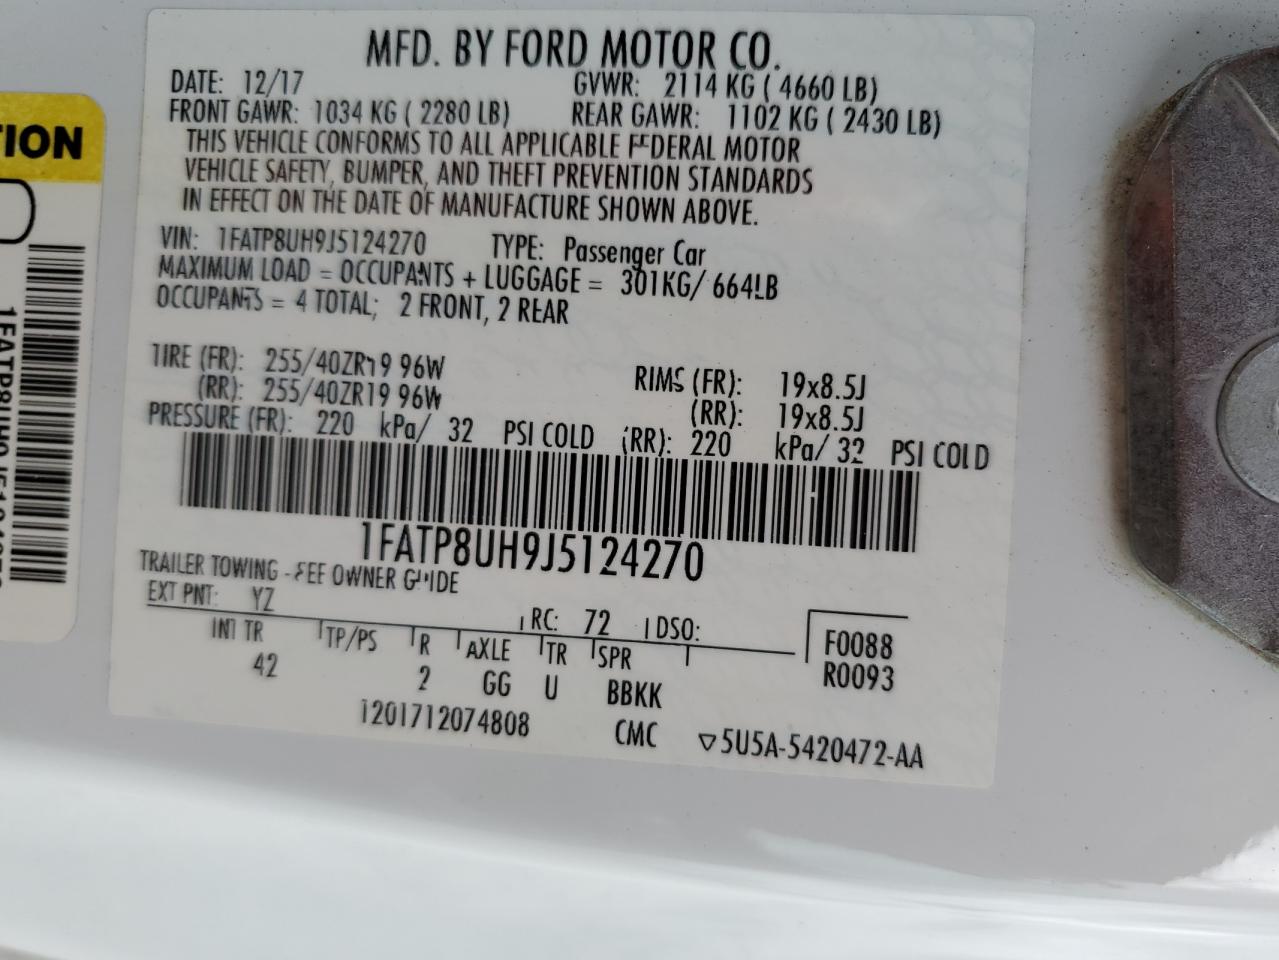 MFD. BY FORD MOTOR CO.
DATE: 12/17 GVWR: 2114 KG ( 4660 LB)
FRONT GAWR: 1034 KG ( 2280 LB) REAR GAWR: 1102 KG ( 2430 LB)
THIS VEHICLE CONFORMS TO ALL APPLICABLE FEDERAL MOTOR
VEHICLE SAFETY, BUMPER, AND THEFT PREVENTION STANDARDS
IN EFFECT ON THE DATE OF MANUFACTURE SHOWN ABOVE.
VIN: 1FATP8UH9J5124270 TYPE: Passenger Car
MAXIMUM LOAD = OCCUPANTS + LUGGAGE = 301KG/ 664LB
OCCUPANTS = 4 TOTAL; 2 FRONT, 2 REAR
TIRE (FR): 255/40ZR19 96W RIMS (FR): 19x8.5J
(RR): 255/40ZR19 96W (RR): 19x8.5J
PRESSURE (FR): 220 kPa/ 32 PSI COLD (RR): 220 kPa/ 32 PSI COLD
1FATP8UH9J5124270
TRAILER TOWING - SEE OWNER GUIDE
EXT PNT: YZ RC: 72 DSO:
INT TR TP/PS R AXLE TR SPR F0088
42 2 GG U BBKK R0093
1201712074808 CMC ▽5U5A-5420472-AA
TION